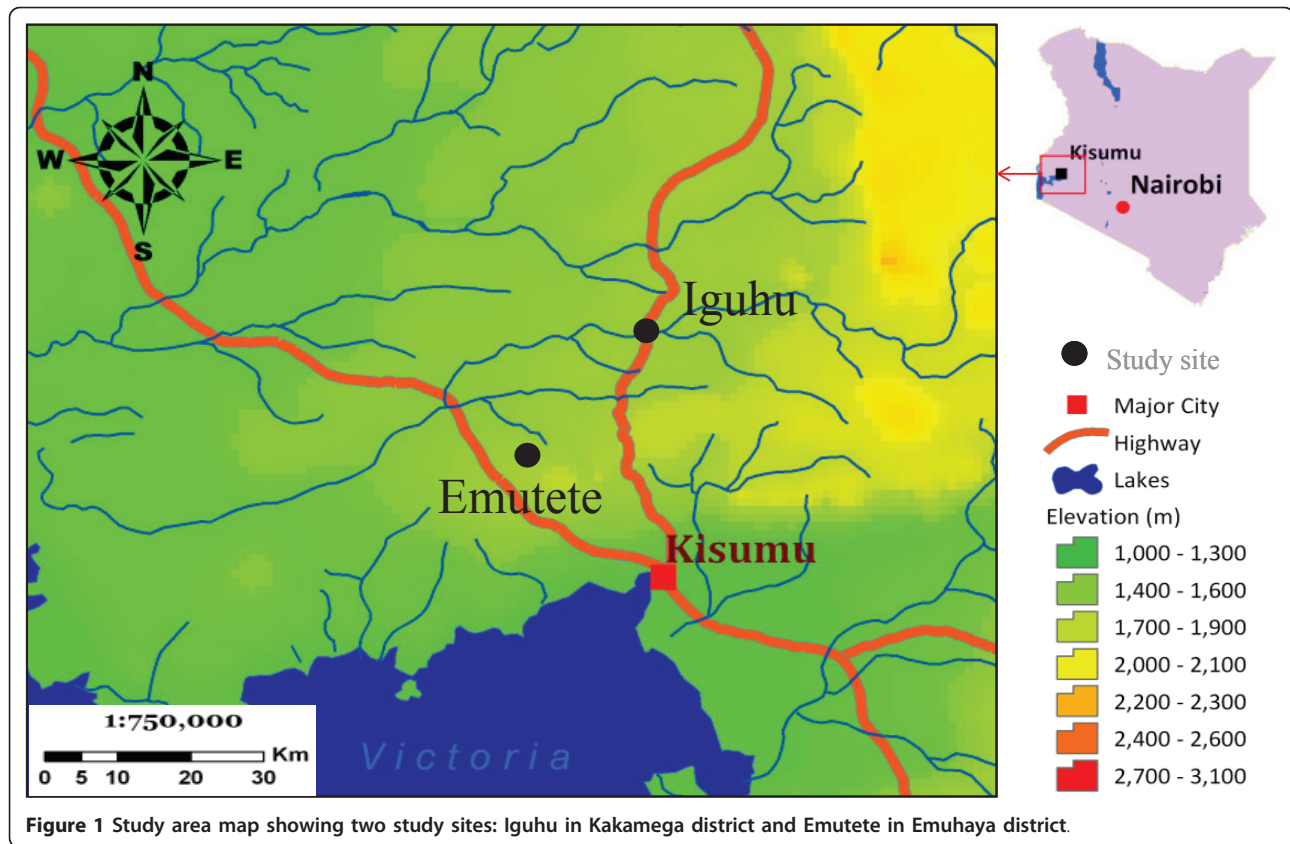 N
W E
S
Iguhu
Emutete
Kisumu
1:750,000
Km
0 5 10 20 30
Victoria
Kisumu
Nairobi
Study site
Major City
Highway
Lakes
Elevation (m)
1,000 - 1,300
1,400 - 1,600
1,700 - 1,900
2,000 - 2,100
2,200 - 2,300
2,400 - 2,600
2,700 - 3,100
Figure 1 Study area map showing two study sites: Iguhu in Kakamega district and Emutete in Emuhaya district.